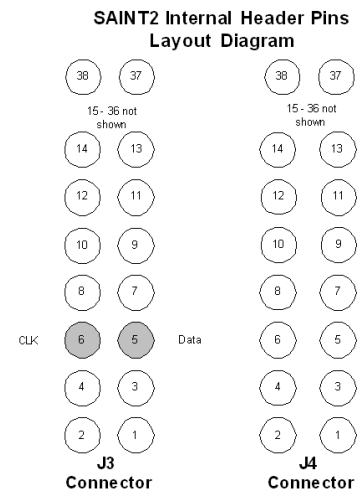 SAINT2 Internal Header Pins
Layout Diagram
38 37 38 37
15 - 36 not
shown
15 - 36 not
shown
14 13 14 13
12 11 12 11
10 9 10 9
8 7 8 7
CLK 6 5 Data 6 5
4 3 4 3
2 1 2 1
J3
Connector
J4
Connector